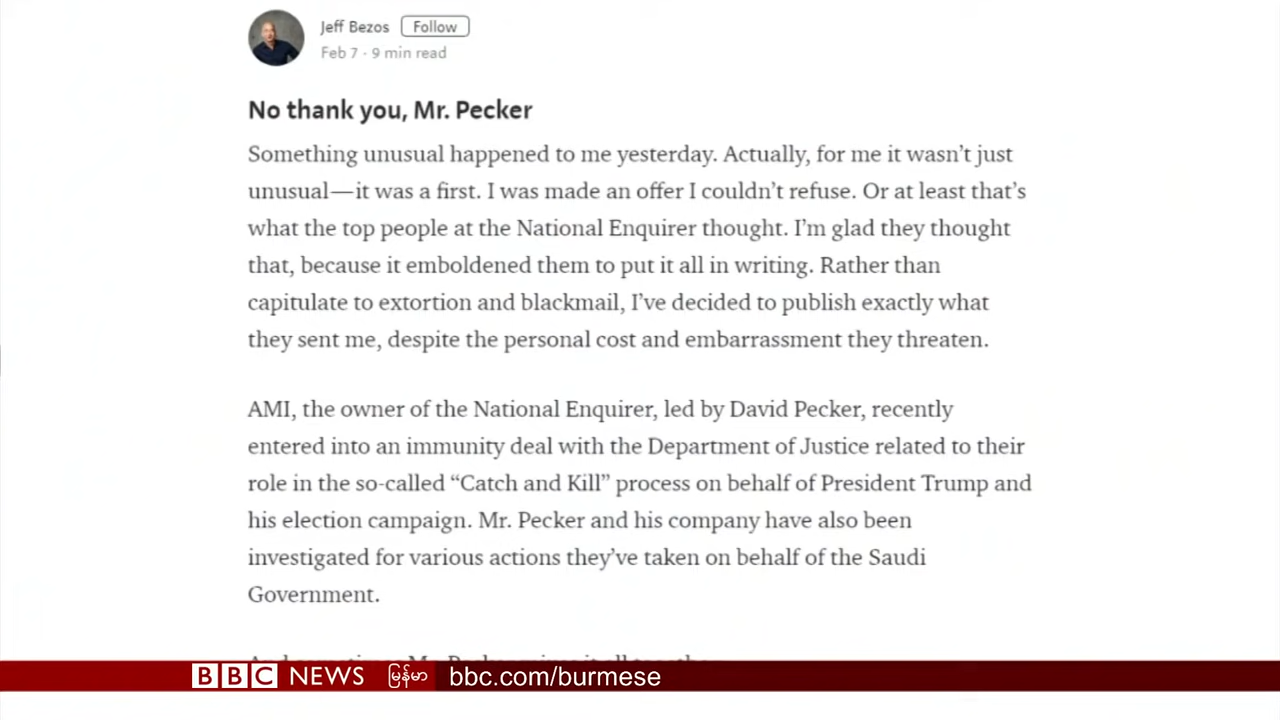 Jeff Bezos Follow
Feb 7 · 9 min read
No thank you, Mr. Pecker
Something unusual happened to me yesterday. Actually, for me it wasn’t just
unusual—it was a first. I was made an offer I couldn’t refuse. Or at least that’s
what the top people at the National Enquirer thought. I’m glad they thought
that, because it emboldened them to put it all in writing. Rather than
capitulate to extortion and blackmail, I’ve decided to publish exactly what
they sent me, despite the personal cost and embarrassment they threaten.
AMI, the owner of the National Enquirer, led by David Pecker, recently
entered into an immunity deal with the Department of Justice related to their
role in the so-called “Catch and Kill” process on behalf of President Trump and
his election campaign. Mr. Pecker and his company have also been
investigated for various actions they’ve taken on behalf of the Saudi
Government.
BBC NEWS မြန်မာ bbc.com/burmese